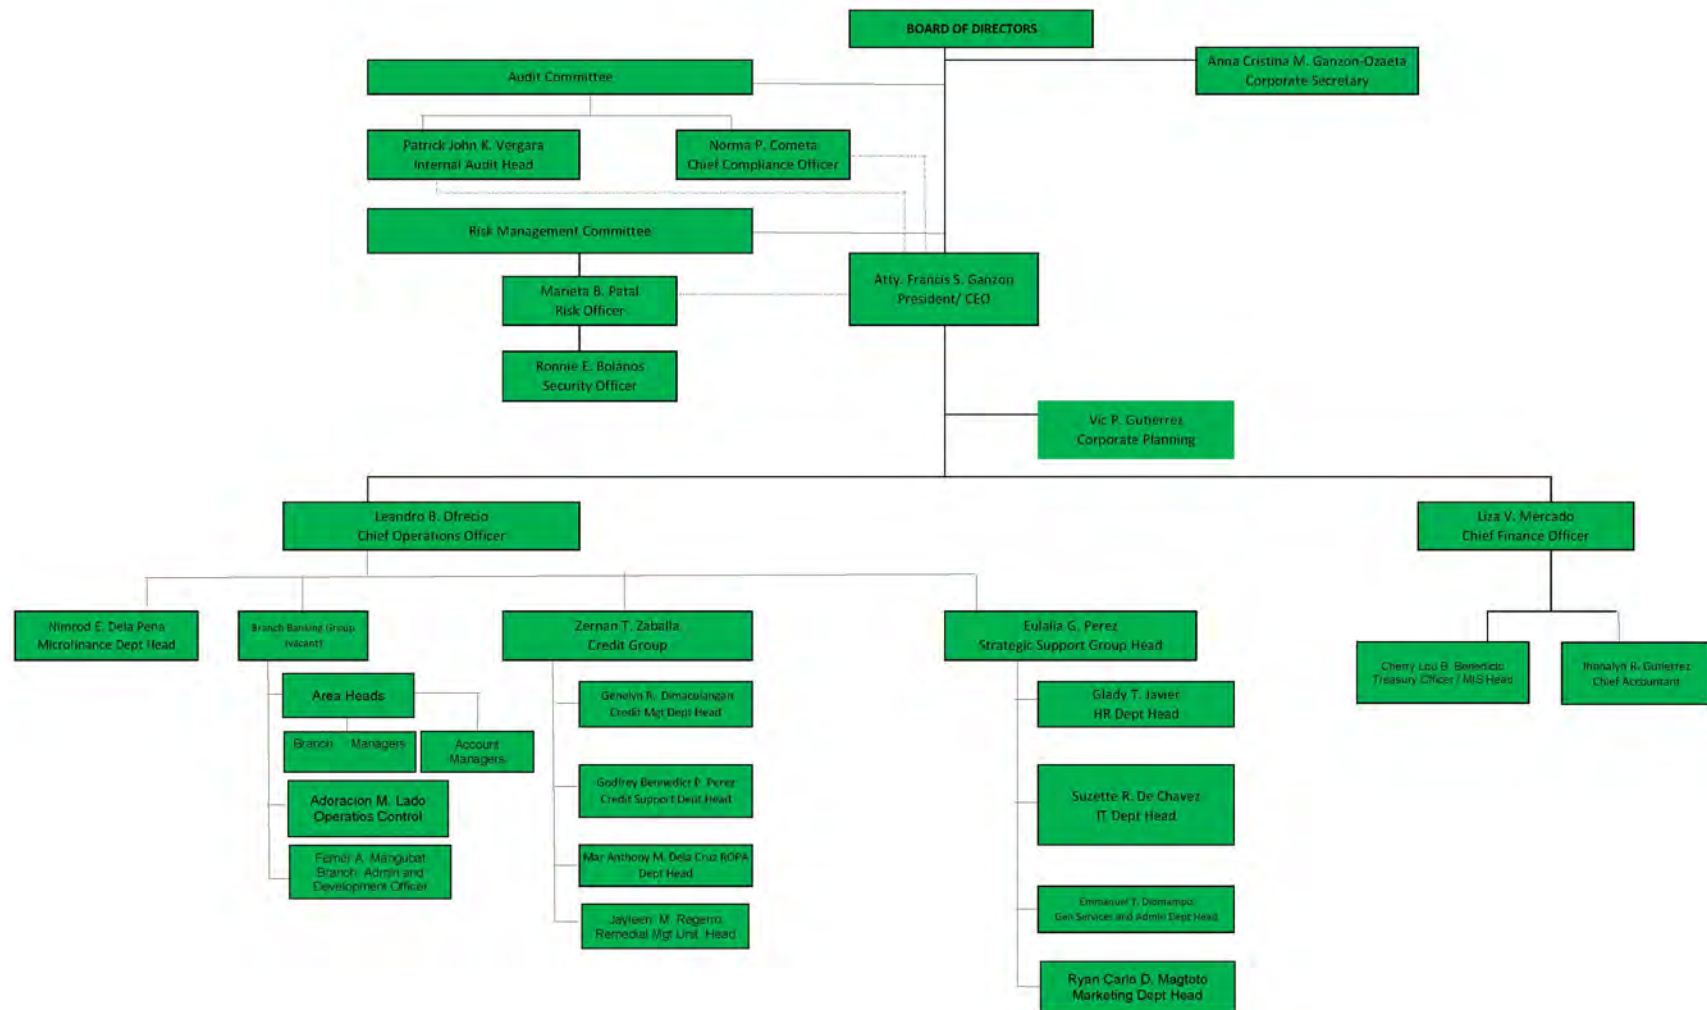 BOARD OF DIRECTORS
Anna Cristina M. Ganzon-Ozaeta
Corporate Secretary
Audit Committee
Patrick John K. Vergara
Internal Audit Head
Norma P. Cometa
Chief Compliance Officer
Risk Management Committee
Atty. Francis S. Ganzon
President/ CEO
Marieta B. Patal
Risk Officer
Ronnie E. Bolanos
Security Officer
Vic P. Gutierrez
Corporate Planning
Leandro B. Ofrecio
Chief Operations Officer
Liza V. Mercado
Chief Finance Officer
Nimrod E. Dela Pena
Microfinance Dept Head
Branch Banking Group
(vacant)
Zernan T. Zaballa
Credit Group
Eulalia G. Perez
Strategic Support Group Head
Cherry Lou B. Benedicto
Treasury Officer / MIS Head
Jhonalyn R. Gutierrez
Chief Accountant
Area Heads
Branch Managers
Account
Managers
Adoracion M. Lado
Operatios Control
Ferner A. Mangubat
Branch Admin and
Development Officer
Genelyn R. Dimaculangan
Credit Mgt Dept Head
Godfrey Bennedict P. Perez
Credit Support Dept Head
Mar Anthony M. Dela Cruz ROPA
Dept Head
Jayleen M. Regerro
Remedial Mgt Unit Head
Glady T. Javier
HR Dept Head
Suzette R. De Chavez
IT Dept Head
Emmanuel T. Diomampo
Gen Services and Admin Dept Head
Ryan Carlo D. Magtoto
Marketing Dept Head